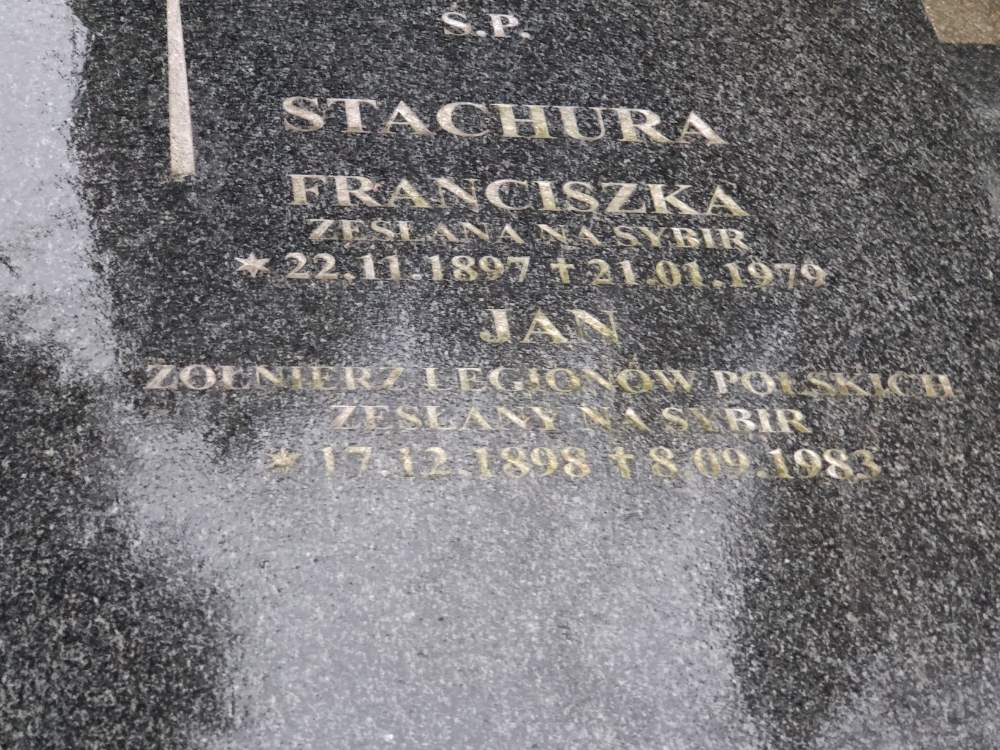 Ś.P.
STACHURA
FRANCISZKA
ZESŁANA NA SYBIR
* 22.11.1897 † 21.01.1979
JAN
ŻOŁNIERZ LEGIONÓW POLSKICH
ZESŁANY NA SYBIR
* 17.12.1898 † 8.09.1983